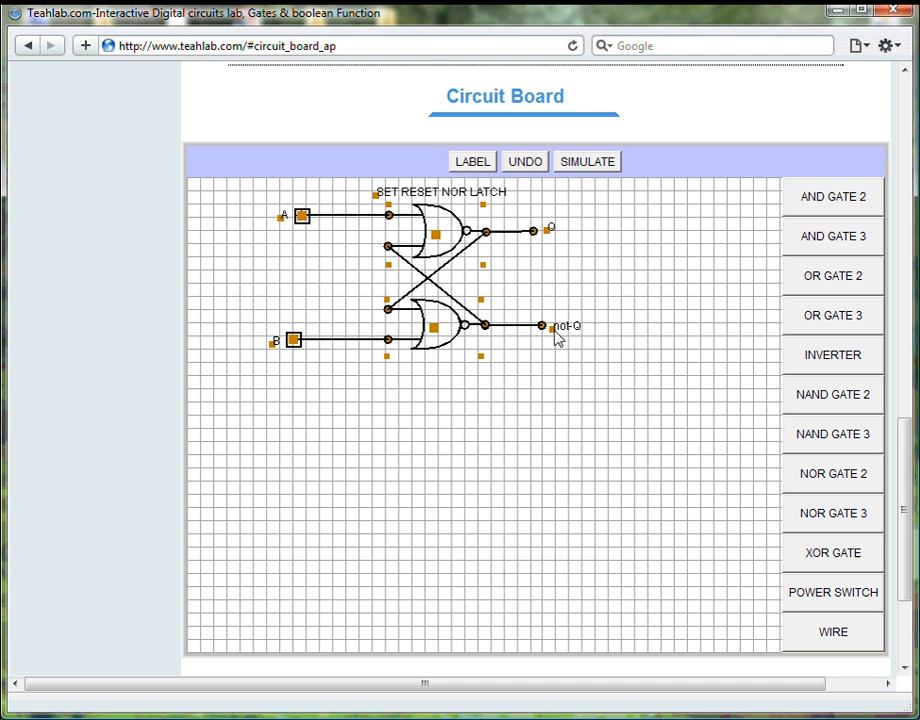 Teahlab.com-Interactive Digital circuits lab, Gates & boolean Function
http://www.teahlab.com/#circuit_board_ap
Google
Circuit Board
LABEL UNDO SIMULATE
SET RESET NOR LATCH
A
Q
B
not-Q
AND GATE 2
AND GATE 3
OR GATE 2
OR GATE 3
INVERTER
NAND GATE 2
NAND GATE 3
NOR GATE 2
NOR GATE 3
XOR GATE
POWER SWITCH
WIRE